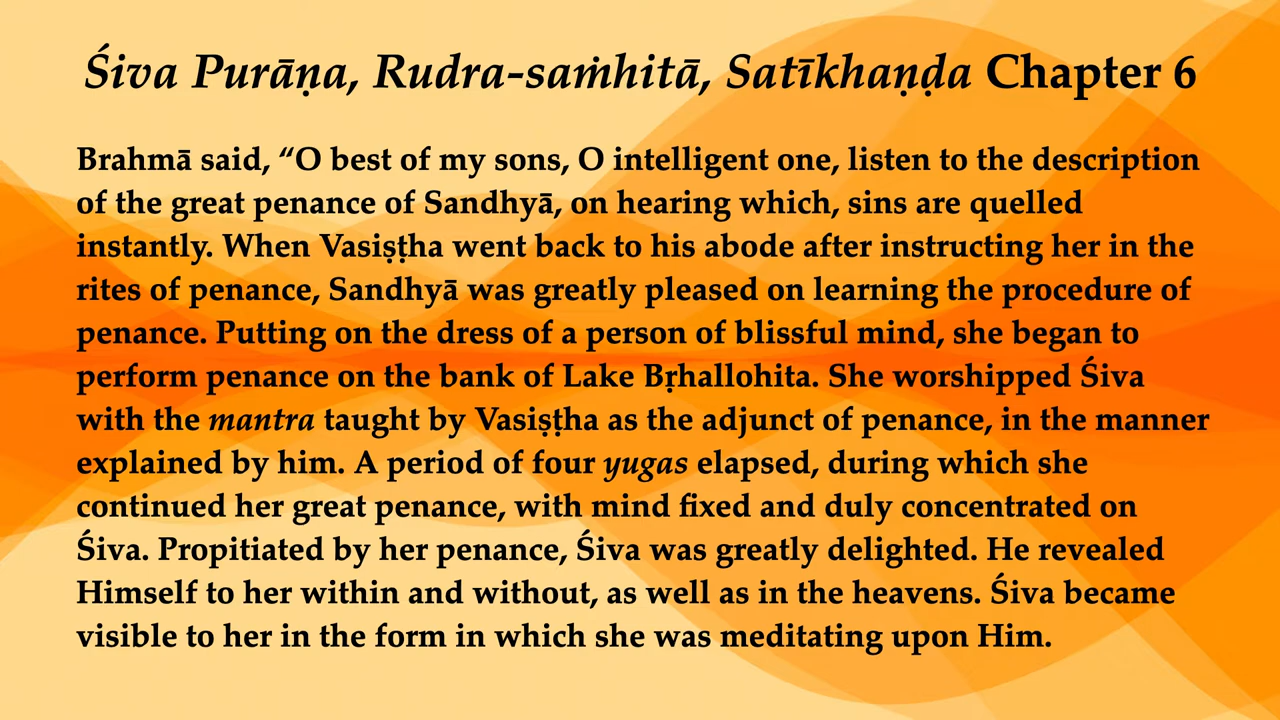 Śiva Purāṇa, Rudra-saṁhitā, Satīkhaṇḍa Chapter 6
Brahmā said, “O best of my sons, O intelligent one, listen to the description
of the great penance of Sandhyā, on hearing which, sins are quelled
instantly. When Vasiṣṭha went back to his abode after instructing her in the
rites of penance, Sandhyā was greatly pleased on learning the procedure of
penance. Putting on the dress of a person of blissful mind, she began to
perform penance on the bank of Lake Bṛhallohita. She worshipped Śiva
with the mantra taught by Vasiṣṭha as the adjunct of penance, in the manner
explained by him. A period of four yugas elapsed, during which she
continued her great penance, with mind fixed and duly concentrated on
Śiva. Propitiated by her penance, Śiva was greatly delighted. He revealed
Himself to her within and without, as well as in the heavens. Śiva became
visible to her in the form in which she was meditating upon Him.